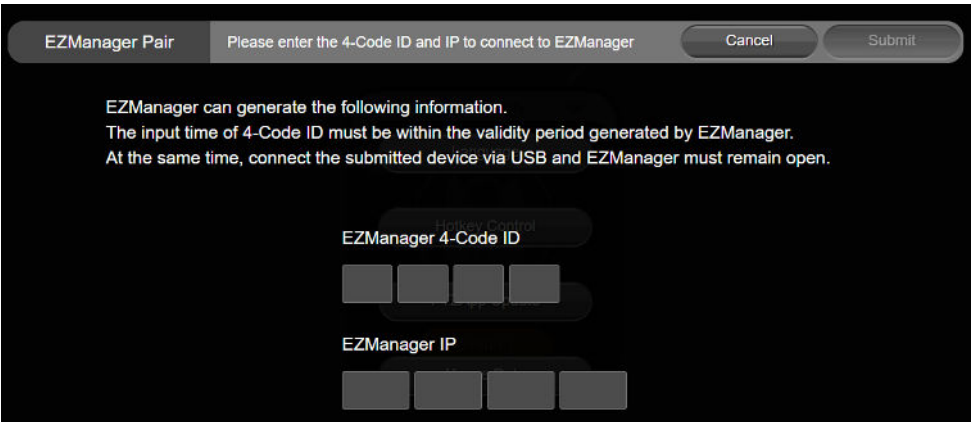 EZManager Pair
Please enter the 4-Code ID and IP to connect to EZManager
Cancel
Submit
EZManager can generate the following information.
The input time of 4-Code ID must be within the validity period generated by EZManager.
At the same time, connect the submitted device via USB and EZManager must remain open.
Language
Hotkey Control
EZManager 4-Code ID
EZManager IP